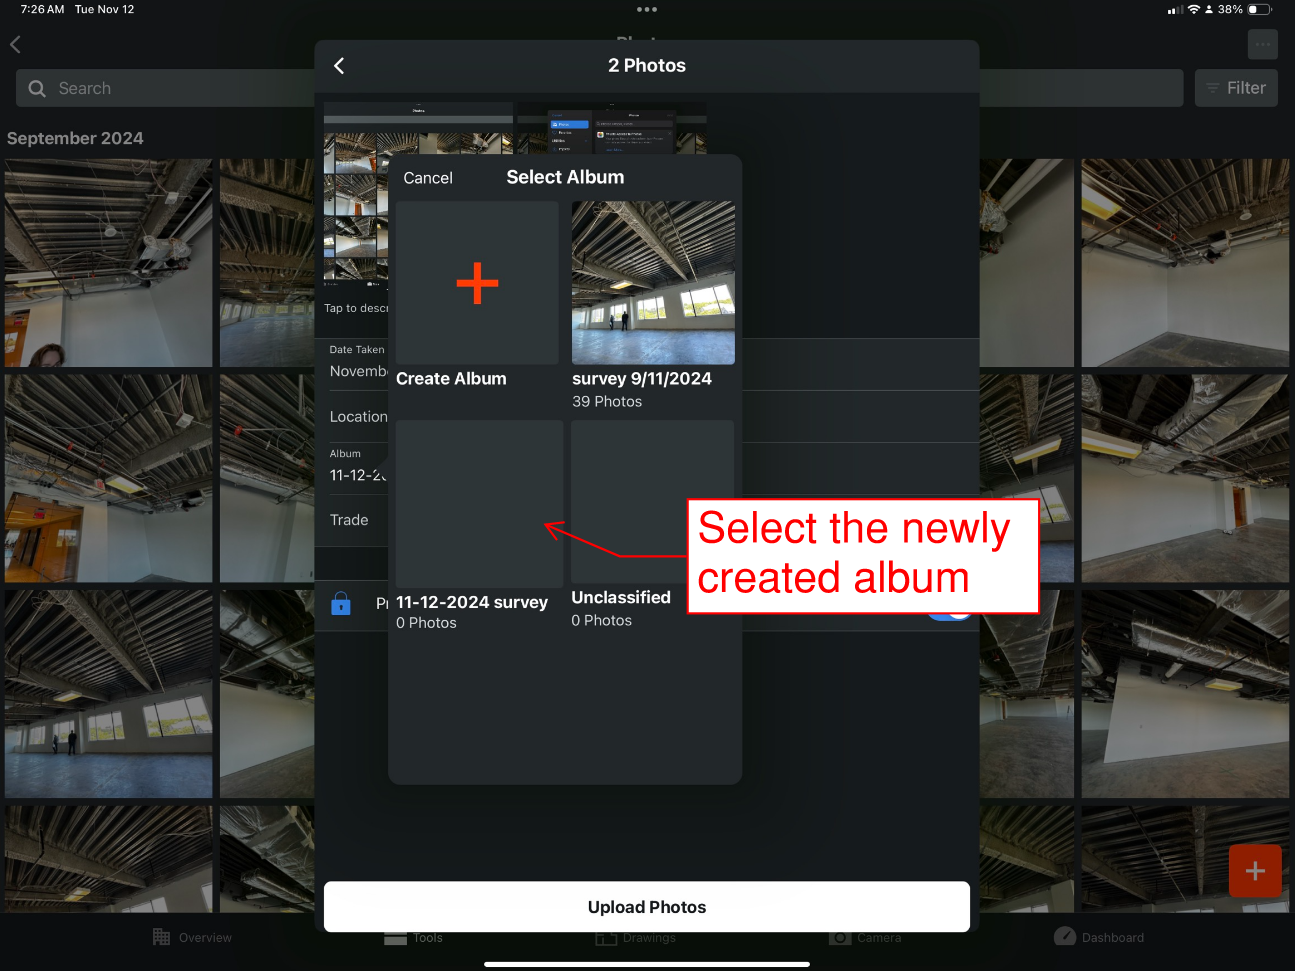 7:26 AM Tue Nov 12
38%
2 Photos
Search
Filter
September 2024
Photos
Cancel
Select Album
Tap to descr
Date Taken
Novemb
Create Album
survey 9/11/2024
39 Photos
Location
Album
11-12-2
Trade
Select the newly
created album
11-12-2024 survey
0 Photos
Unclassified
0 Photos
Upload Photos
Overview
Tools
Drawings
Camera
Dashboard